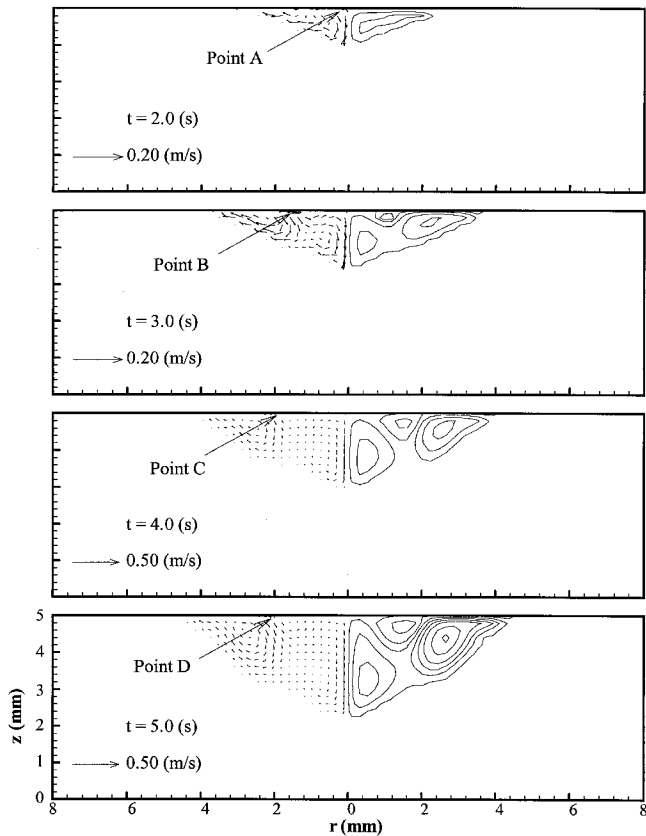 Point A
t = 2.0 (s)
0.20 (m/s)
Point B
t = 3.0 (s)
0.20 (m/s)
Point C
t = 4.0 (s)
0.50 (m/s)
5
4
3
2
1
0
z (mm)
Point D
t = 5.0 (s)
0.50 (m/s)
8 6 4 2 0 2 4 6 8
r (mm)